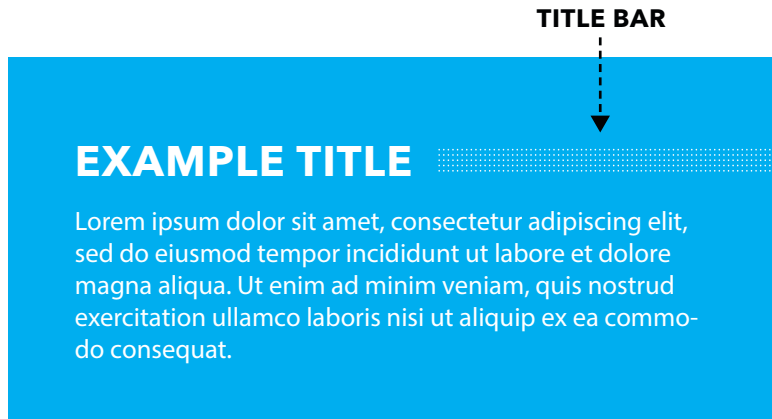 TITLE BAR
EXAMPLE TITLE
Lorem ipsum dolor sit amet, consectetur adipiscing elit,
sed do eiusmod tempor incididunt ut labore et dolore
magna aliqua. Ut enim ad minim veniam, quis nostrud
exercitation ullamco laboris nisi ut aliquip ex ea commo-
do consequat.